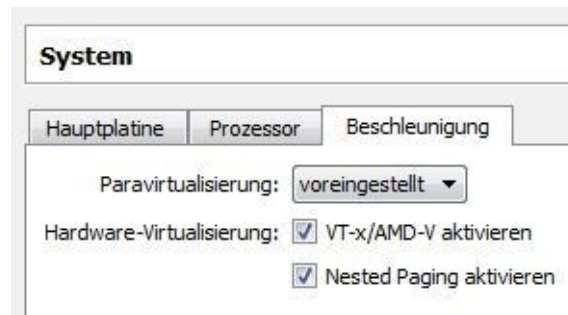 System
Hauptplatine Prozessor Beschleunigung
Paravirtualisierung: voreingestellt
Hardware-Virtualisierung: VT-x/AMD-V aktivieren
Nested Paging aktivieren